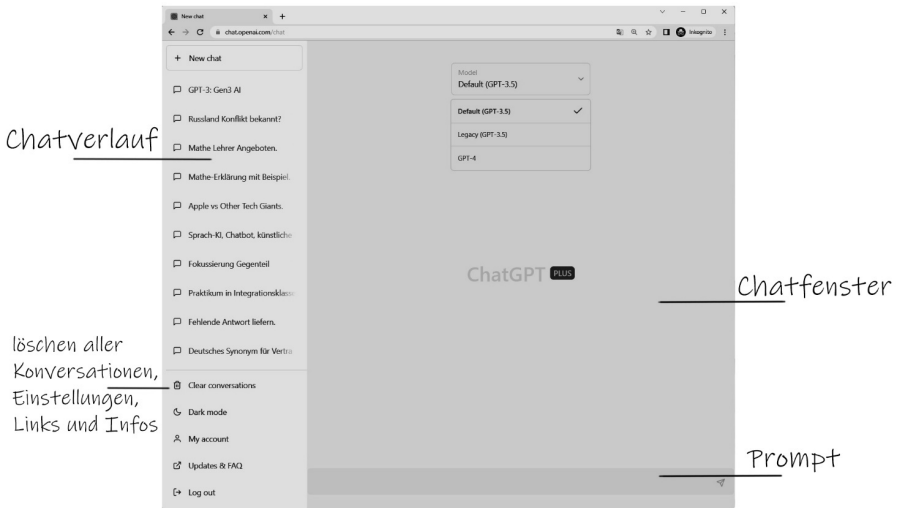 New chat
chat.openai.com/chat
Inkognito
New chat
GPT-3: Gen3 AI
Russland Konflikt bekannt?
Mathe Lehrer Angeboten.
Mathe-Erklärung mit Beispiel.
Apple vs Other Tech Giants.
Sprach-KI, Chatbot, künstliche
Fokussierung Gegenteil
Praktikum in Integrationsklass
Fehlende Antwort liefern.
Deutsches Synonym für Vertra
Clear conversations
Dark mode
My account
Updates & FAQ
Log out
Model
Default (GPT-3.5)
Default (GPT-3.5)
Legacy (GPT-3.5)
GPT-4
ChatGPT PLUS
Chatverlauf
löschen aller
Konversationen,
Einstellungen,
Links und Infos
Chatfenster
Prompt